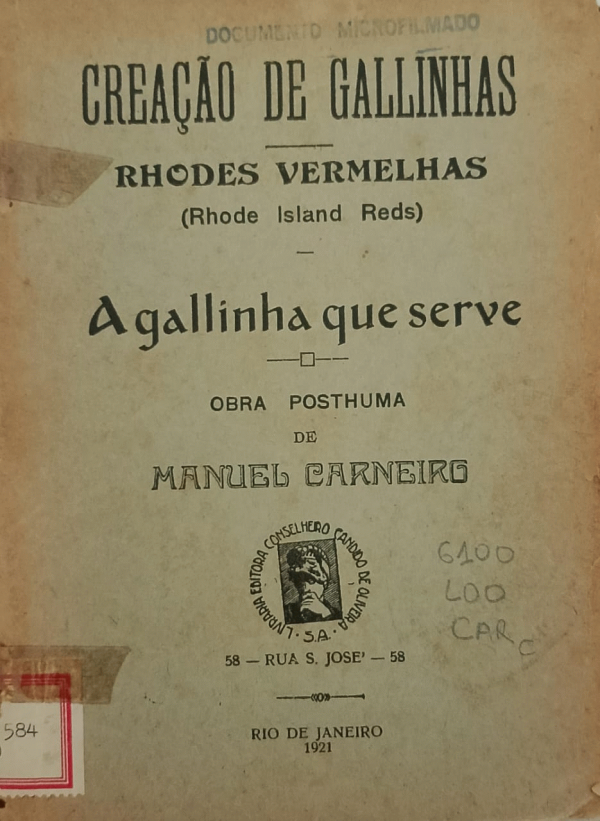 DOCUMENTO MICROFILMADO
CREAÇÃO DE GALLINHAS
RHODES VERMELHAS
(Rhode Island Reds)
A gallinha que serve
OBRA POSTHUMA
DE
MANUEL CARNEIRO
LIVRARIA EDITORA CONSELHEIRO CANDIDO DE OLIVEIRA
· S.A. ·
6100
LOO
CAR c
58 — RUA S. JOSE' — 58
584
RIO DE JANEIRO
1921